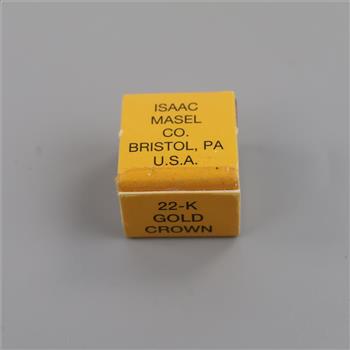 ISAAC
MASEL
CO.
BRISTOL, PA
U.S.A.
22-K
GOLD
CROWN